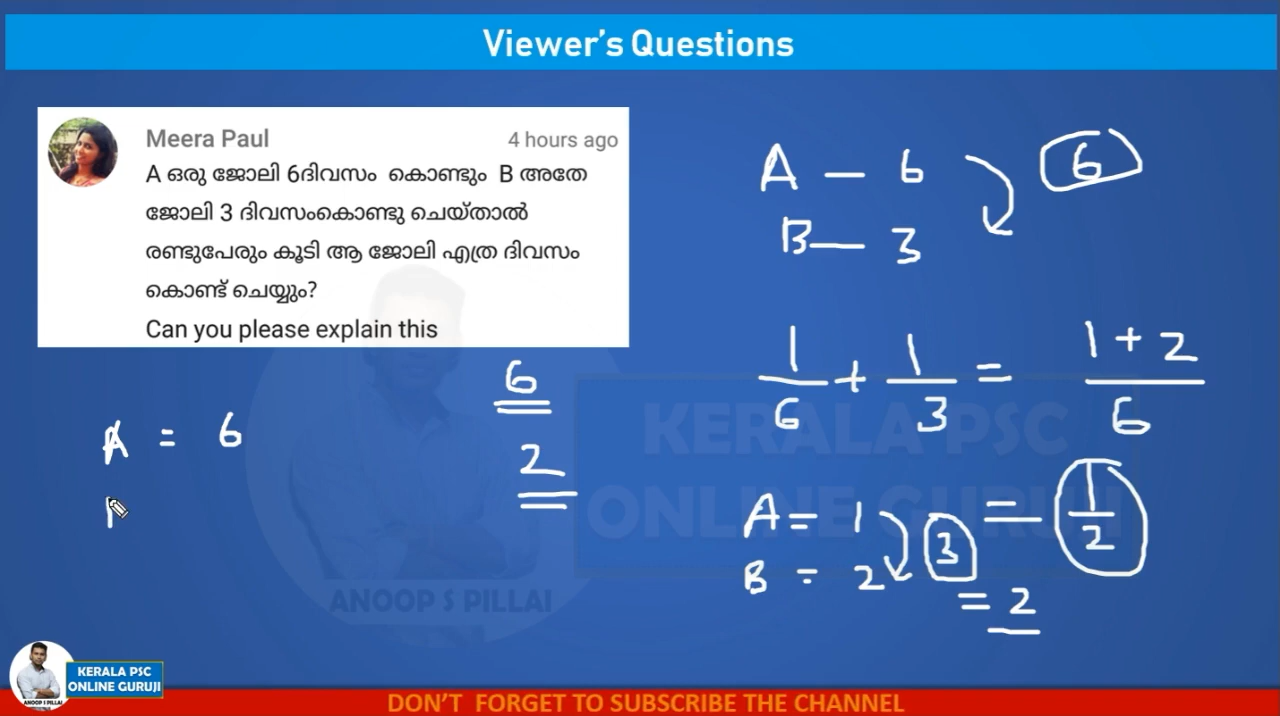 Viewer's Questions
Meera Paul
4 hours ago
A ഒരു ജോലി 6ദിവസം കൊണ്ടും B അതേ
ജോലി 3 ദിവസംകൊണ്ടു ചെയ്താൽ
രണ്ടുപേരും കൂടി ആ ജോലി എത്ര ദിവസം
കൊണ്ട് ചെയ്യും?
Can you please explain this
A — 6
6
B — 3
1/6 + 1/3 = 1 + 2/6
= 1/2
A = 1
B = 2
3
= 2
6
2
A = 6
KERALA PSC
ONLINE GURUJI
ANOOP S PILLAI
KERALA PSC
ONLINE GURUJI
ANOOP S PILLAI
DON'T FORGET TO SUBSCRIBE THE CHANNEL